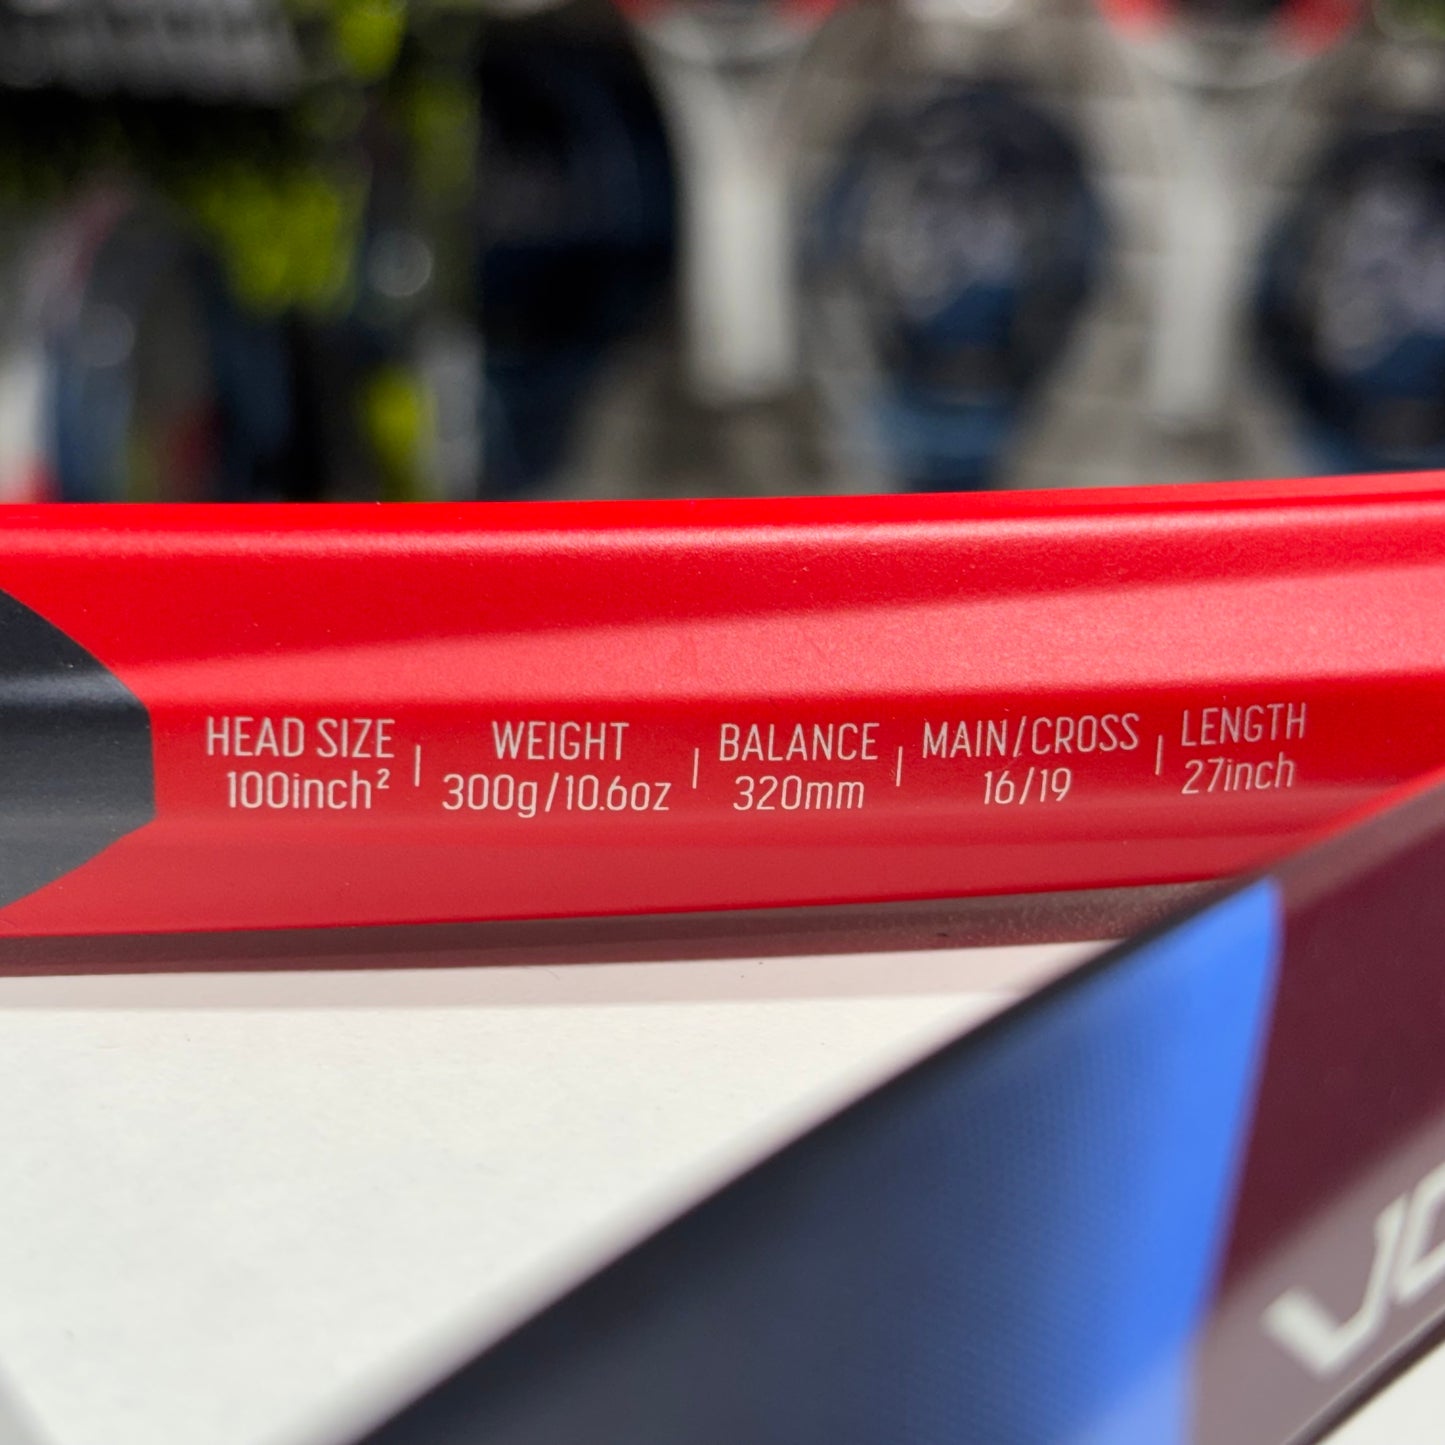 HEAD SIZE | WEIGHT | BALANCE | MAIN/CROSS | LENGTH
100inch² 300g/10.6oz 320mm 16/19 27inch